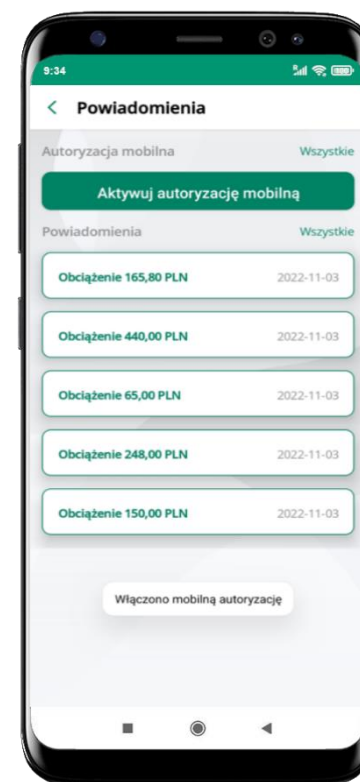 9:34
Powiadomienia
Autoryzacja mobilna Wszystkie
Aktywuj autoryzację mobilną
Powiadomienia Wszystkie
Obciążenie 165,80 PLN 2022-11-03
Obciążenie 440,00 PLN 2022-11-03
Obciążenie 65,00 PLN 2022-11-03
Obciążenie 248,00 PLN 2022-11-03
Obciążenie 150,00 PLN 2022-11-03
Włączono mobilną autoryzację